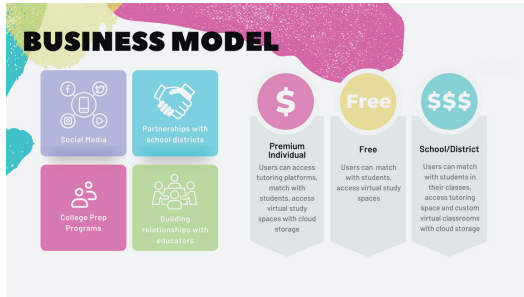 BUSINESS MODEL
Social Media
Partnerships with
school districts
College Prep
Programs
Building
relationships with
educators
$
Premium
Individual
Users can access
tutoring platforms,
match with
students, access
virtual study
spaces with cloud
storage
Free
Free
Users can match
with students,
access virtual study
spaces
$$$
School/District
Users can match
with students in
their classes,
access tutoring
space and custom
virtual classrooms
with cloud storage